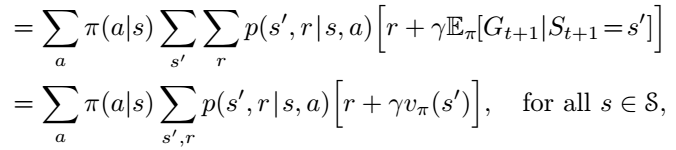 = ∑_a π(a|s) ∑_{s'} ∑_r p(s', r | s, a) [r + γ𝔼_π[G_{t+1} | S_{t+1} = s']]
= ∑_a π(a|s) ∑_{s',r} p(s', r | s, a) [r + γv_π(s')], for all s ∈ 𝒮,